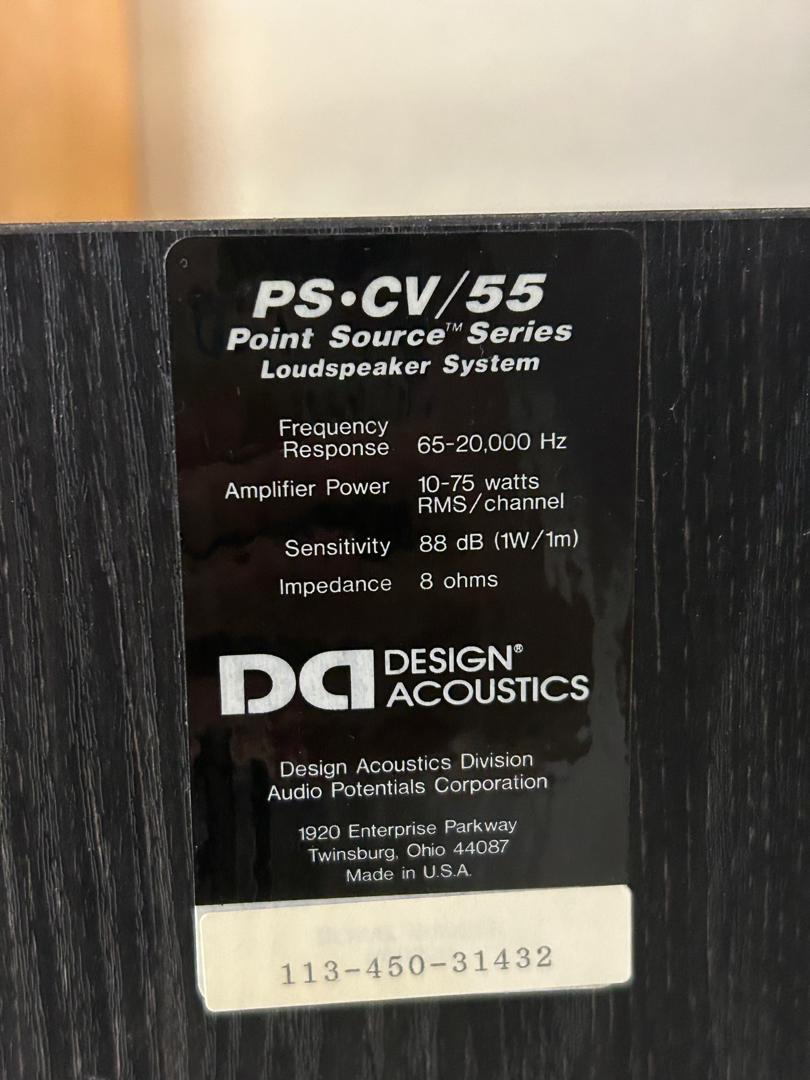 PS•CV/55
Point Source™ Series
Loudspeaker System
Frequency
Response 65-20,000 Hz
Amplifier Power 10-75 watts
RMS/channel
Sensitivity 88 dB (1W/1m)
Impedance 8 ohms
DA DESIGN®
ACOUSTICS
Design Acoustics Division
Audio Potentials Corporation
1920 Enterprise Parkway
Twinsburg, Ohio 44087
Made in U.S.A.
113-450-31432